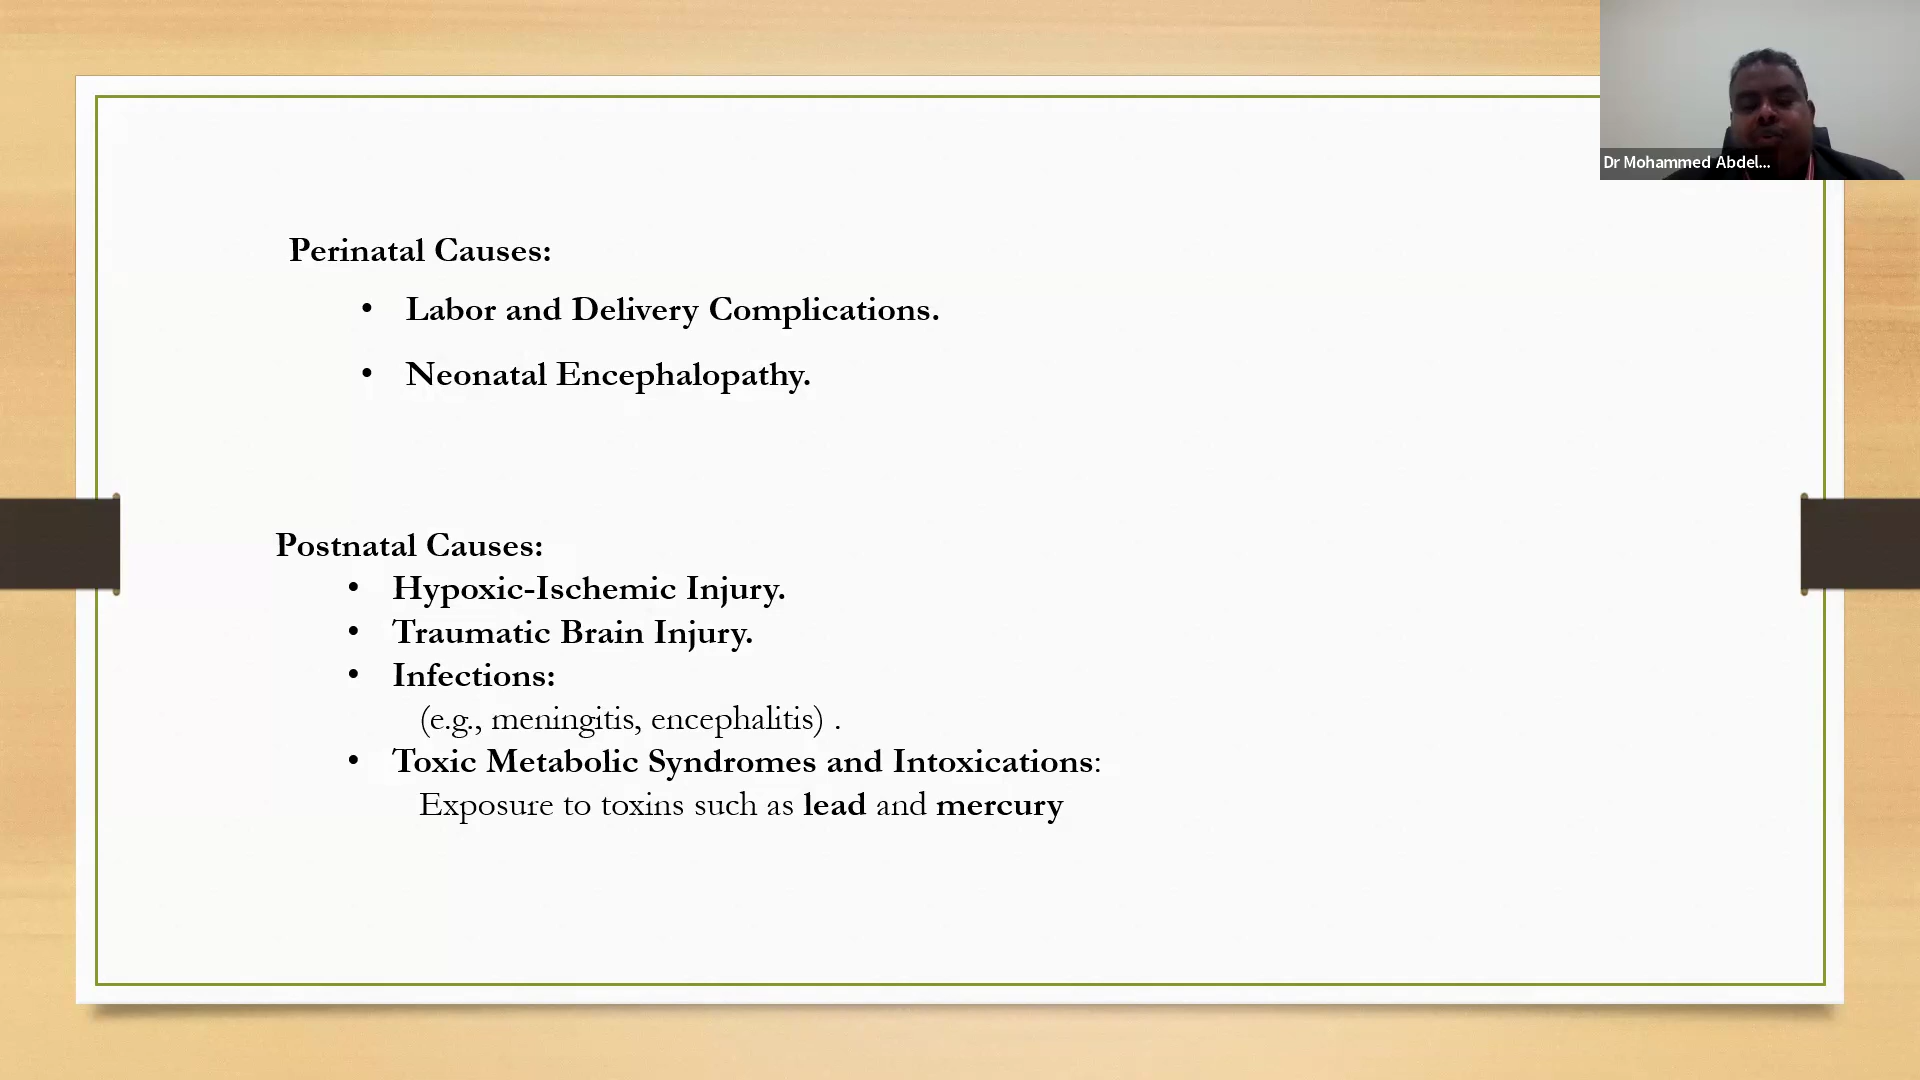 Dr Mohammed Abdel...
Perinatal Causes:
• Labor and Delivery Complications.
• Neonatal Encephalopathy.
Postnatal Causes:
• Hypoxic-Ischemic Injury.
• Traumatic Brain Injury.
• Infections:
(e.g., meningitis, encephalitis) .
• Toxic Metabolic Syndromes and Intoxications:
Exposure to toxins such as lead and mercury